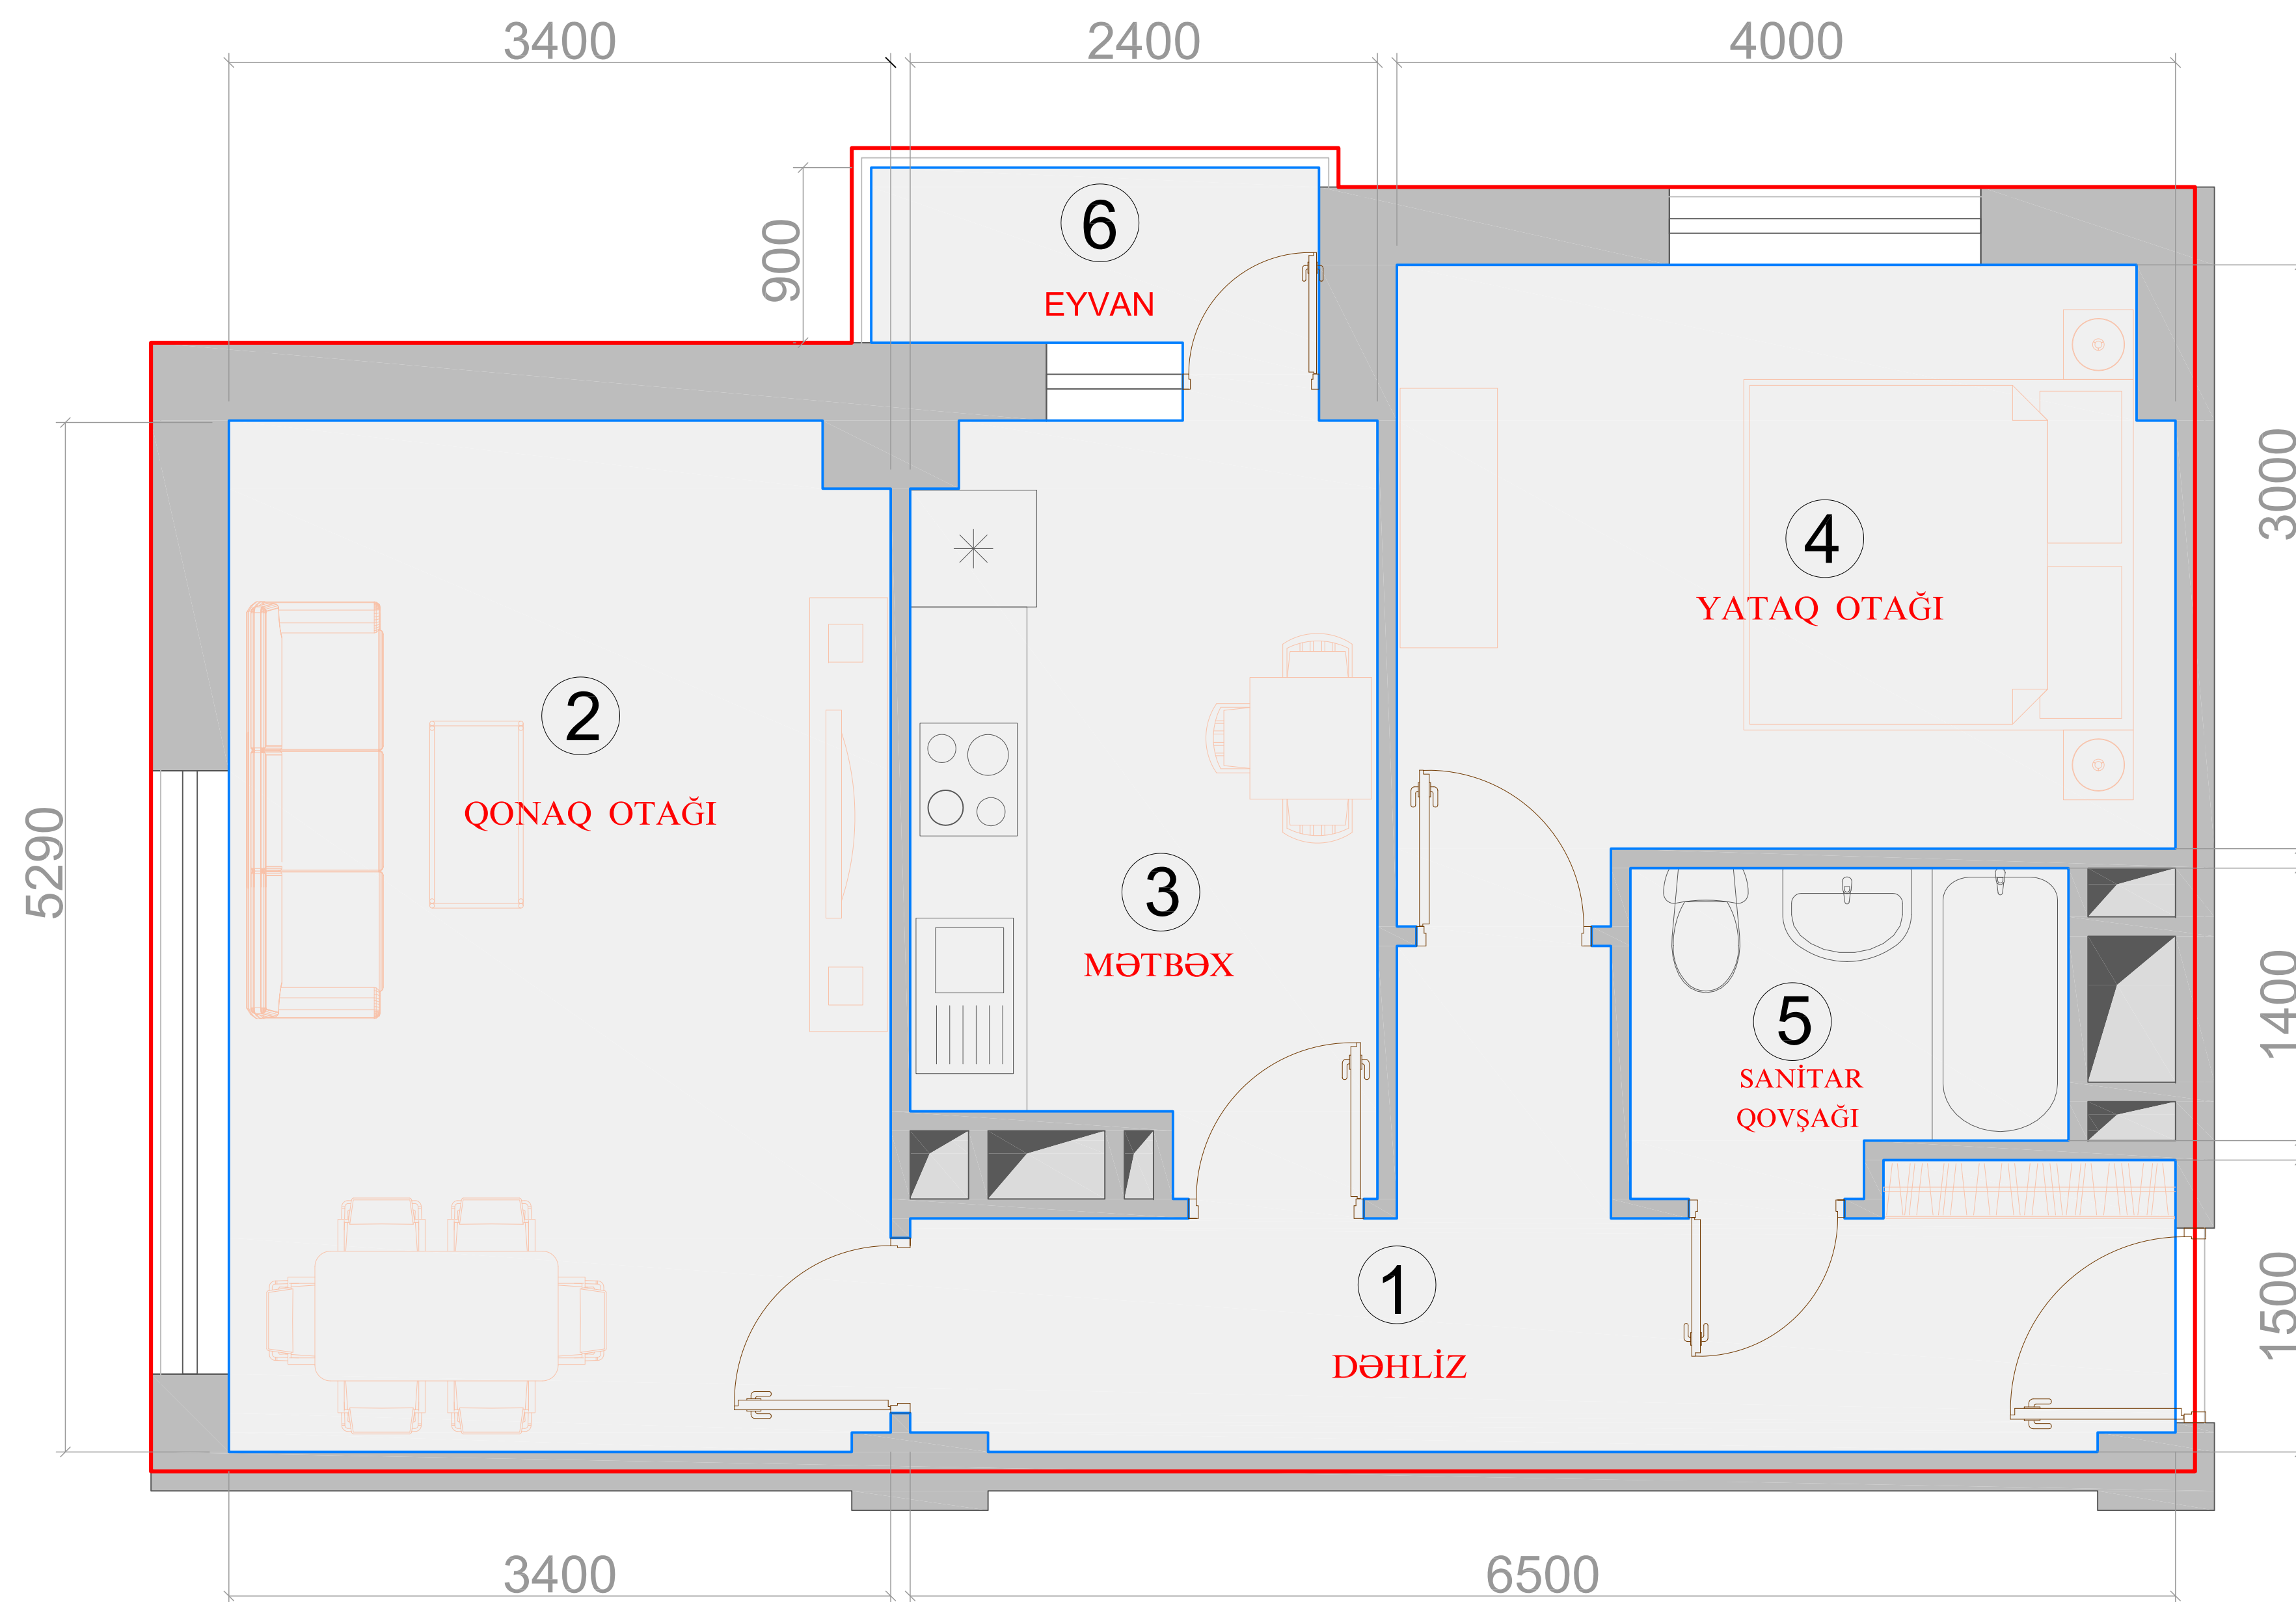 3400
2400
4000
900
6
EYVAN
3000
4
YATAQ OTAĞI
2
QONAQ OTAĞI
5290
3
MƏTBƏX
1400
5
SANİTAR
QOVŞAĞI
1
DƏHLİZ
1500
3400
6500